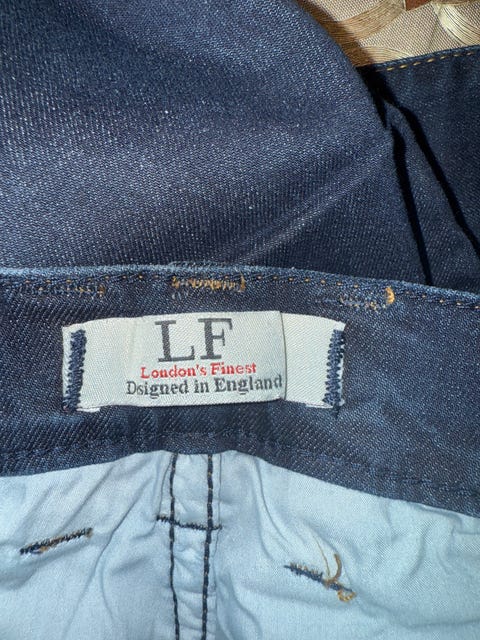 LF
London's Finest
Dsigned in England